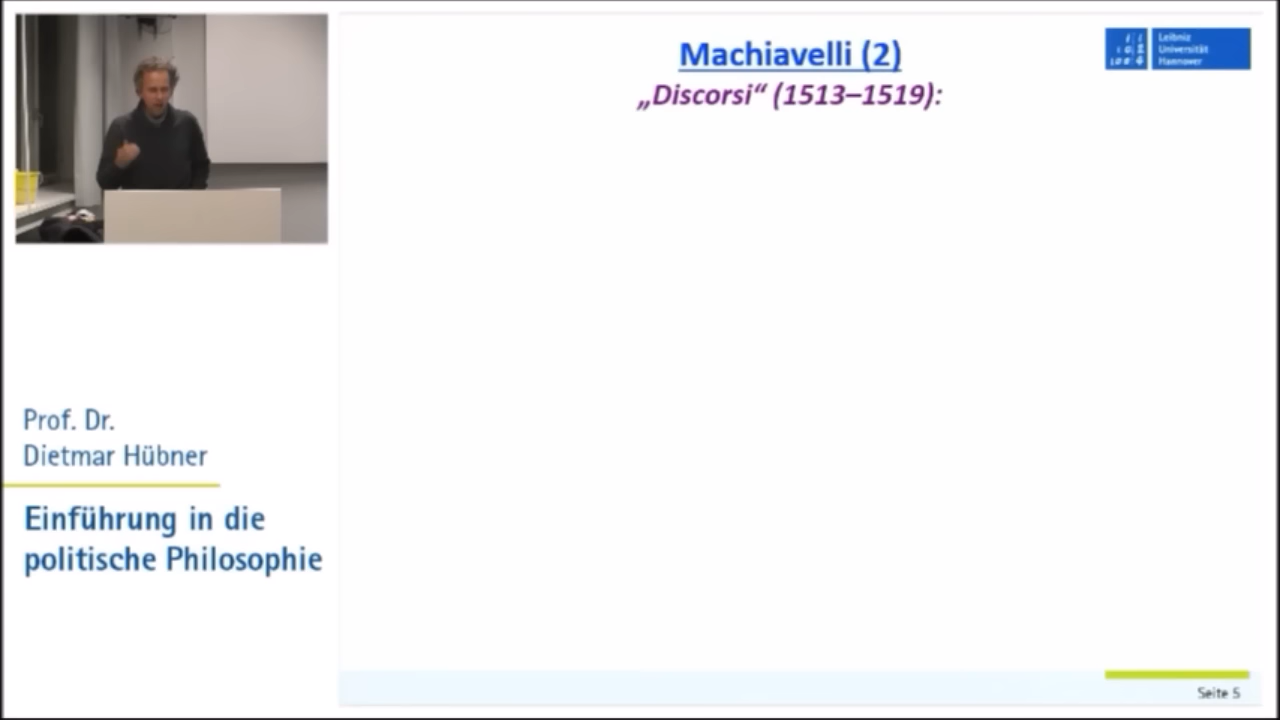 Machiavelli (2)
„Discorsi“ (1513–1519):
Leibniz
Universität
Hannover
Prof. Dr.
Dietmar Hübner
Einführung in die
politische Philosophie
Seite 5